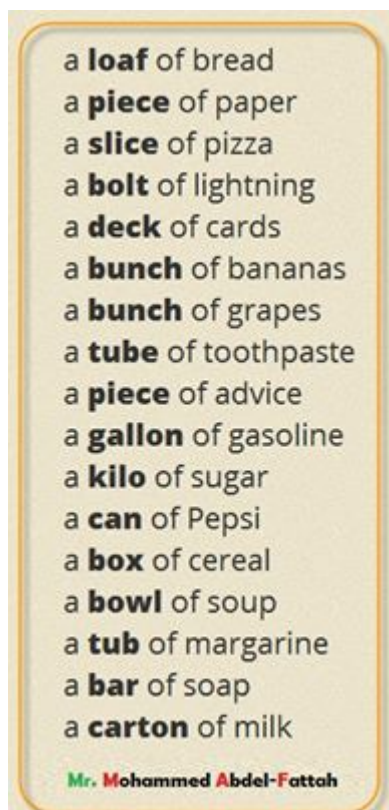 a loaf of bread
a piece of paper
a slice of pizza
a bolt of lightning
a deck of cards
a bunch of bananas
a bunch of grapes
a tube of toothpaste
a piece of advice
a gallon of gasoline
a kilo of sugar
a can of Pepsi
a box of cereal
a bowl of soup
a tub of margarine
a bar of soap
a carton of milk
Mr. Mohammed Abdel-Fattah